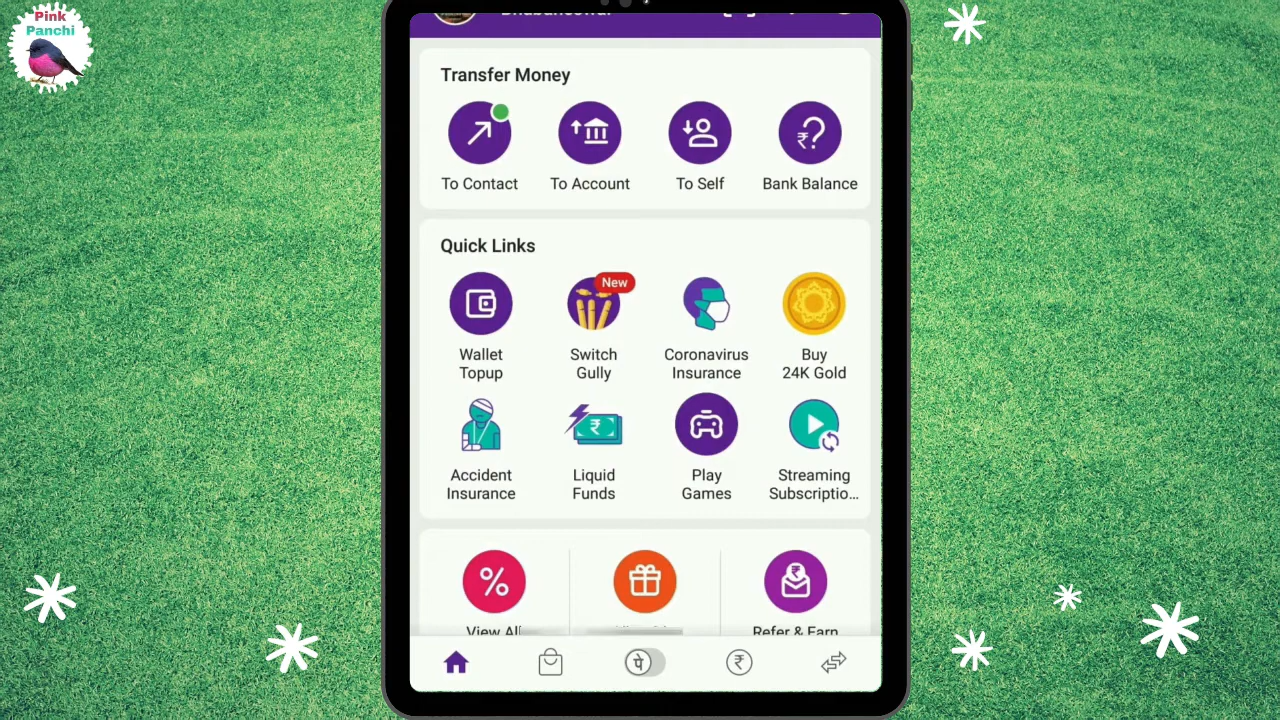 Pink
Panchi
Transfer Money
To Contact
To Account
To Self
Bank Balance
Quick Links
Wallet
Topup
New
Switch
Gully
Coronavirus
Insurance
Buy
24K Gold
Accident
Insurance
Liquid
Funds
Play
Games
Streaming
Subscriptio...
View All
Refer & Earn
पे